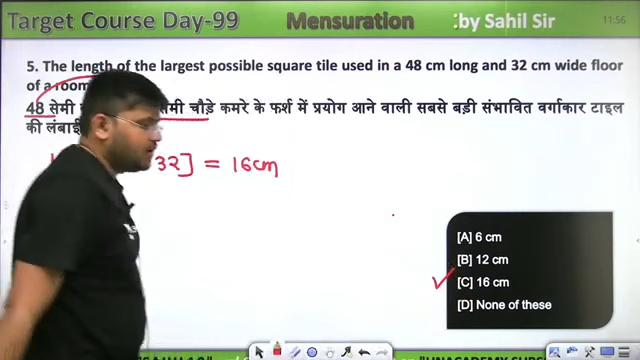 Target Course Day-99 Mensuration :by Sahil Sir 11:56
5. The length of the largest possible square tile used in a 48 cm long and 32 cm wide floor
of a room
48 सेमी चौड़े कमरे के फर्श में प्रयोग आने वाली सबसे बड़ी संभावित वर्गाकार टाइल
की लंबाई
32] = 16cm
[A] 6 cm
[B] 12 cm
[C] 16 cm
[D] None of these